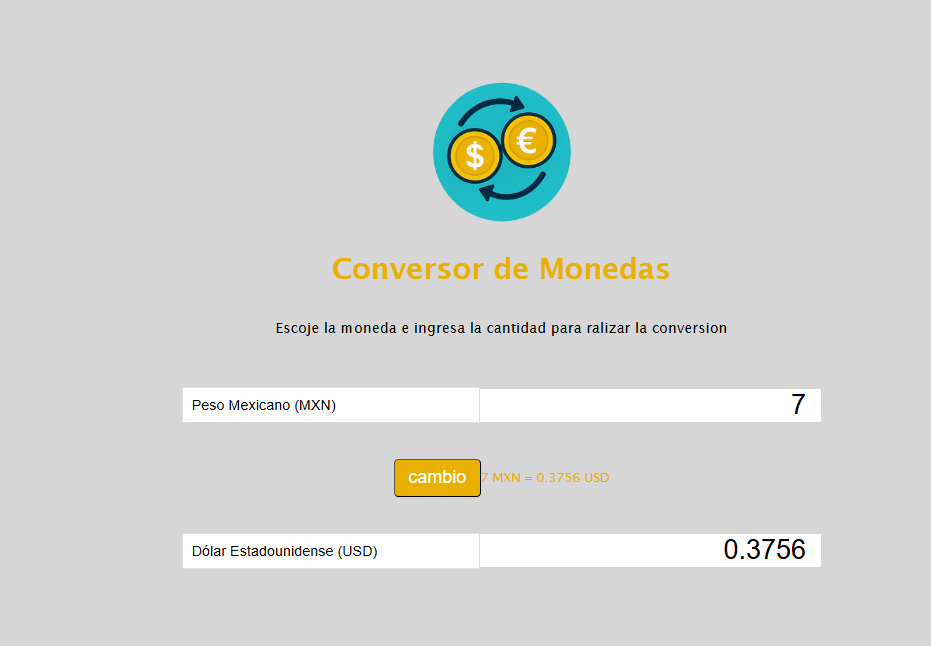 $ €
Conversor de Monedas
Escoje la moneda e ingresa la cantidad para ralizar la conversion
Peso Mexicano (MXN) 7
cambio 7 MXN = 0.3756 USD
Dólar Estadounidense (USD) 0.3756